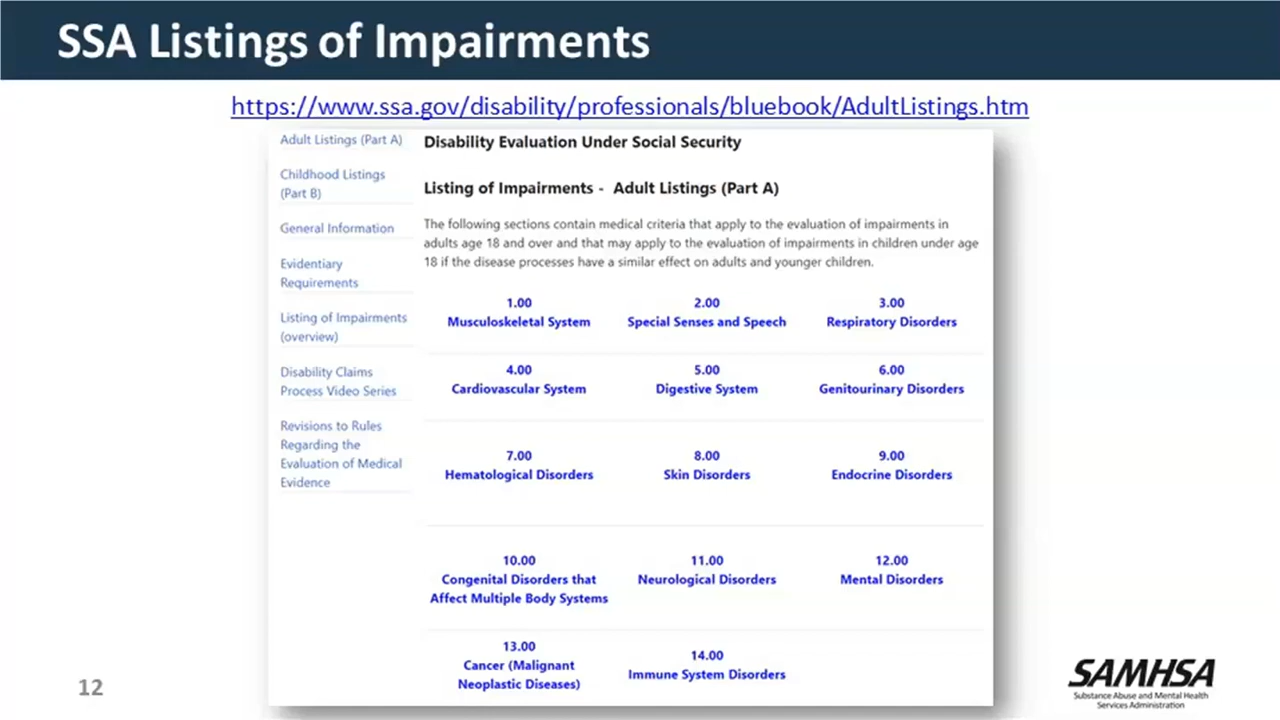 SSA Listings of Impairments
https://www.ssa.gov/disability/professionals/bluebook/AdultListings.htm
Adult Listings (Part A)
Childhood Listings
(Part B)
General Information
Evidentiary
Requirements
Listing of Impairments
(overview)
Disability Claims
Process Video Series
Revisions to Rules
Regarding the
Evaluation of Medical
Evidence
Disability Evaluation Under Social Security
Listing of Impairments - Adult Listings (Part A)
The following sections contain medical criteria that apply to the evaluation of impairments in
adults age 18 and over and that may apply to the evaluation of impairments in children under age
18 if the disease processes have a similar effect on adults and younger children.
1.00
Musculoskeletal System
2.00
Special Senses and Speech
3.00
Respiratory Disorders
4.00
Cardiovascular System
5.00
Digestive System
6.00
Genitourinary Disorders
7.00
Hematological Disorders
8.00
Skin Disorders
9.00
Endocrine Disorders
10.00
Congenital Disorders that
Affect Multiple Body Systems
11.00
Neurological Disorders
12.00
Mental Disorders
13.00
Cancer (Malignant
Neoplastic Diseases)
14.00
Immune System Disorders
12
SAMHSA
Substance Abuse and Mental Health
Services Administration